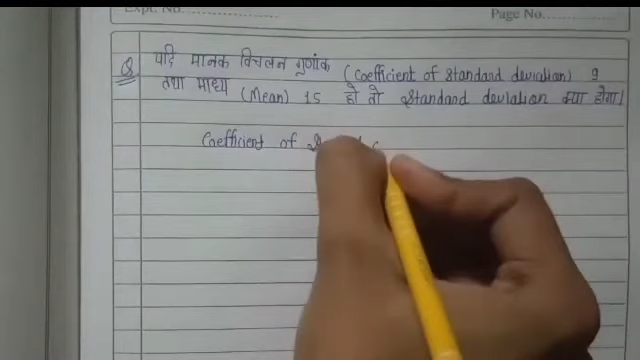 Expt. No.
Page No.
Q यदि मानक विचलन गुणांक (Coefficient of Standard deviation) 9
तथा माध्य (Mean) 15 हो तो Standard deviation क्या होगा।
Coefficient of